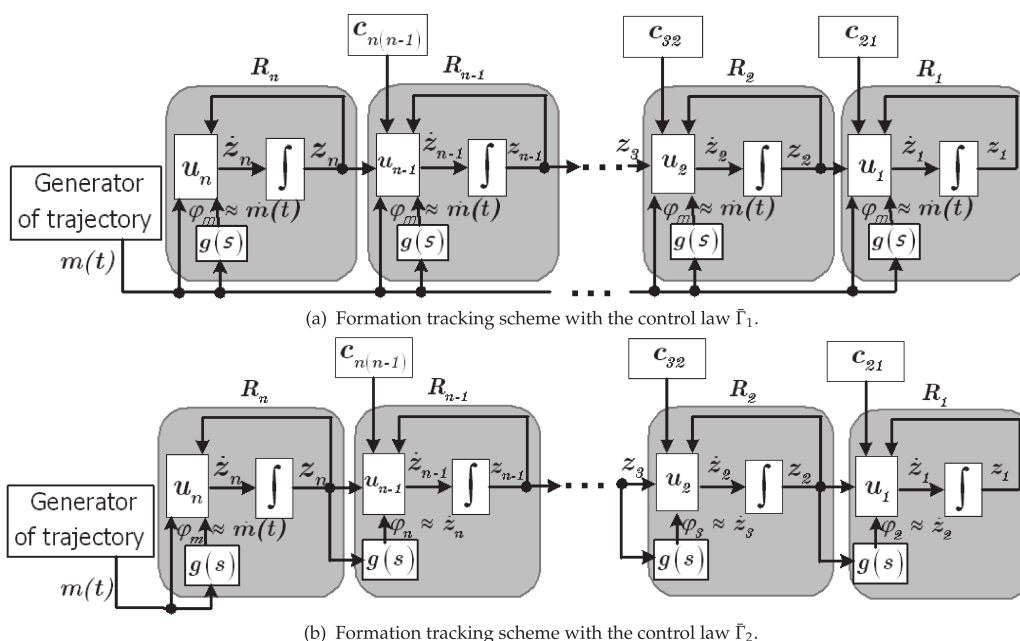 c_{n(n-1)} c_{32} c_{21}
R_n R_{n-1} R_2 R_1
u_n ż_n ∫ z_n u_{n-1} ż_{n-1} ∫ z_{n-1} z_3 u_2 ż_2 ∫ z_2 u_1 ż_1 ∫ z_1
Generator
of trajectory
φ_m ≈ ṁ(t) φ_m ≈ ṁ(t) φ_m ≈ ṁ(t) φ_m ≈ ṁ(t)
g(s) g(s) g(s) g(s)
m(t)
(a) Formation tracking scheme with the control law Γ̄₁.
c_{n(n-1)} c_{32} c_{21}
R_n R_{n-1} R_2 R_1
u_n ż_n ∫ z_n u_{n-1} ż_{n-1} ∫ z_{n-1} z_3 u_2 ż_2 ∫ z_2 u_1 ż_1 ∫ z_1
Generator
of trajectory
φ_m ≈ ṁ(t) φ_n ≈ ż_n φ_3 ≈ ż_3 φ_2 ≈ ż_2
g(s) g(s) g(s) g(s)
m(t)
(b) Formation tracking scheme with the control law Γ̄₂.